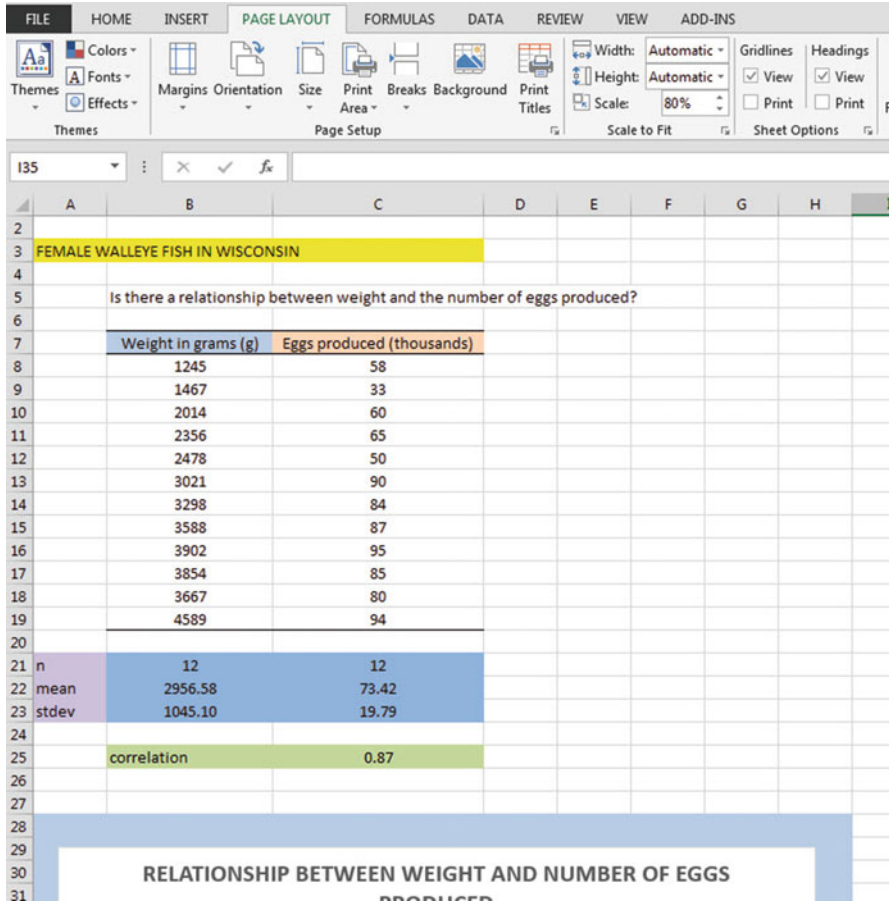 FILE HOME INSERT PAGE LAYOUT FORMULAS DATA REVIEW VIEW ADD-INS
Aa Colors Margins Orientation Size Print Breaks Background Print Width: Automatic Gridlines Headings
A Fonts Area Titles Height: Automatic View View
Themes Effects Scale: 80% Print Print
Themes Page Setup Scale to Fit Sheet Options
I35 fx
A B C D E F G H
2
3 FEMALE WALLEYE FISH IN WISCONSIN
4
5 Is there a relationship between weight and the number of eggs produced?
6
7 Weight in grams (g) Eggs produced (thousands)
8 1245 58
9 1467 33
10 2014 60
11 2356 65
12 2478 50
13 3021 90
14 3298 84
15 3588 87
16 3902 95
17 3854 85
18 3667 80
19 4589 94
20
21 n 12 12
22 mean 2956.58 73.42
23 stdev 1045.10 19.79
24
25 correlation 0.87
26
27
28
29
30 RELATIONSHIP BETWEEN WEIGHT AND NUMBER OF EGGS
31 PRODUCED